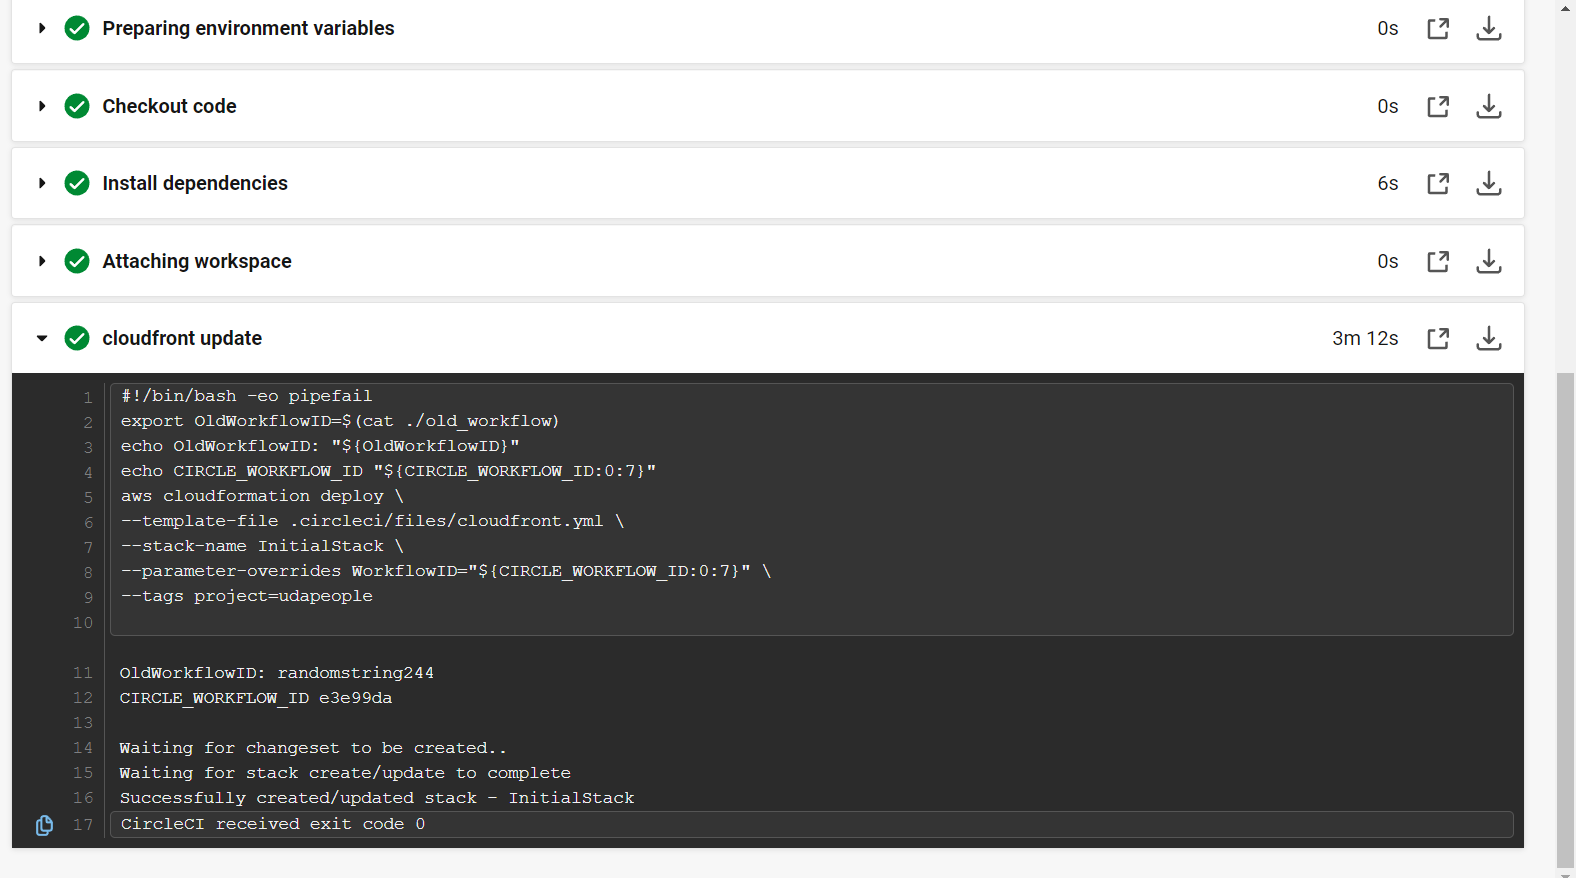 Preparing environment variables 0s
Checkout code 0s
Install dependencies 6s
Attaching workspace 0s
cloudfront update 3m 12s
1 #!/bin/bash -eo pipefail
2 export OldWorkflowID=$(cat ./old_workflow)
3 echo OldWorkflowID: "${OldWorkflowID}"
4 echo CIRCLE_WORKFLOW_ID "${CIRCLE_WORKFLOW_ID:0:7}"
5 aws cloudformation deploy \
6 --template-file .circleci/files/cloudfront.yml \
7 --stack-name InitialStack \
8 --parameter-overrides WorkflowID="${CIRCLE_WORKFLOW_ID:0:7}" \
9 --tags project=udapeople
10
11 OldWorkflowID: randomstring244
12 CIRCLE_WORKFLOW_ID e3e99da
13
14 Waiting for changeset to be created..
15 Waiting for stack create/update to complete
16 Successfully created/updated stack - InitialStack
17 CircleCI received exit code 0